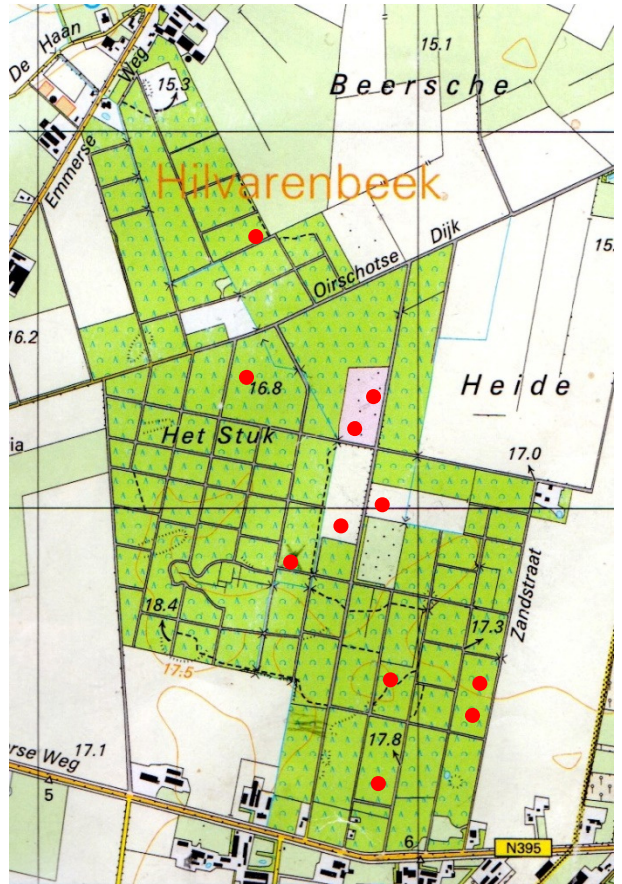 De Haan
Weg
15.3
15.1
Beersche
Emmerse
Hilvarenbeek
Dijk
15.
Oirschotse
16.2
16.8
Heide
ia
Het Stuk
17.0
Zandstraat
18.4
17.3
17.5
rse Weg
17.1
17.8
5
6
N395